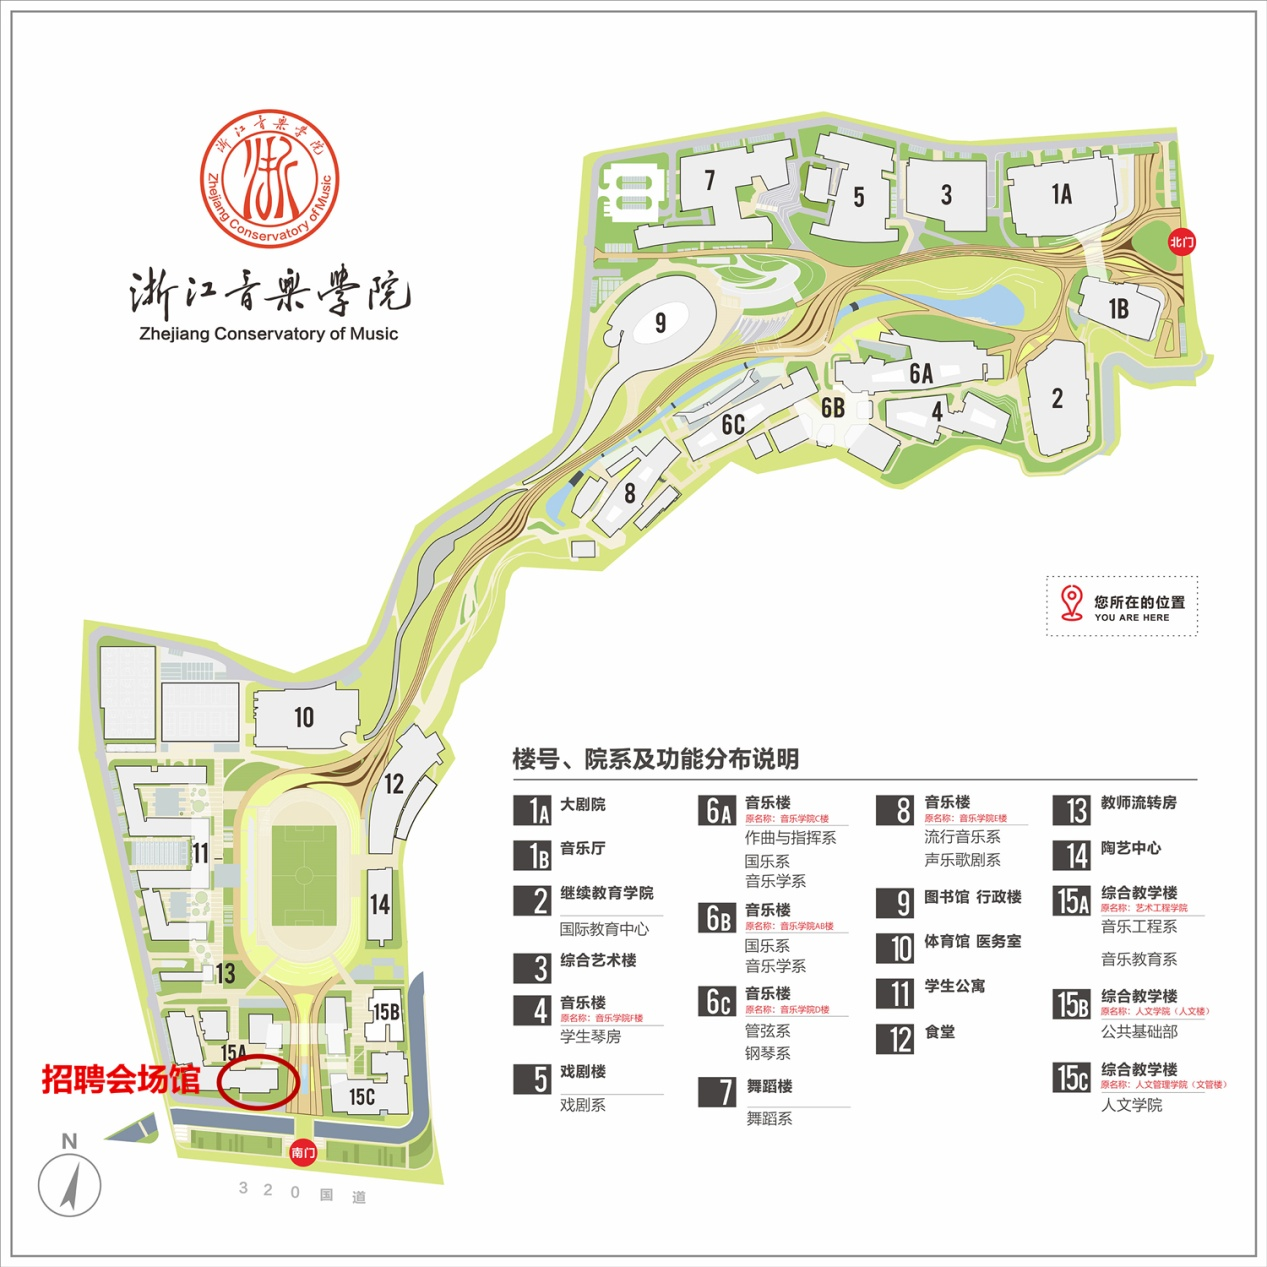 浙江音樂學院
Zhejiang Conservatory of Music
浙江音樂學院
Zhejiang Conservatory of Music
7
5
3
1A
北门
9
1B
6A
6B
4
2
6C
8
您所在的位置
YOU ARE HERE
10
12
11
14
13
15A
15B
15C
招聘会场馆
南门
N
320国道
楼号、院系及功能分布说明
1A 大剧院
1B 音乐厅
2 继续教育学院
国际教育中心
3 综合艺术楼
4 音乐楼
原名称：音乐学院F楼
学生琴房
5 戏剧楼
戏剧系
6A 音乐楼
原名称：音乐学院C楼
作曲与指挥系
国乐系
音乐学系
6B 音乐楼
原名称：音乐学院AB楼
国乐系
音乐学系
6C 音乐楼
原名称：音乐学院D楼
管弦系
钢琴系
7 舞蹈楼
舞蹈系
8 音乐楼
原名称：音乐学院E楼
流行音乐系
声乐歌剧系
9 图书馆 行政楼
10 体育馆 医务室
11 学生公寓
12 食堂
13 教师流转房
14 陶艺中心
15A 综合教学楼
原名称：艺术工程学院
音乐工程系
音乐教育系
15B 综合教学楼
原名称：人文学院（人文楼）
公共基础部
15C 综合教学楼
原名称：人文管理学院（文管楼）
人文学院